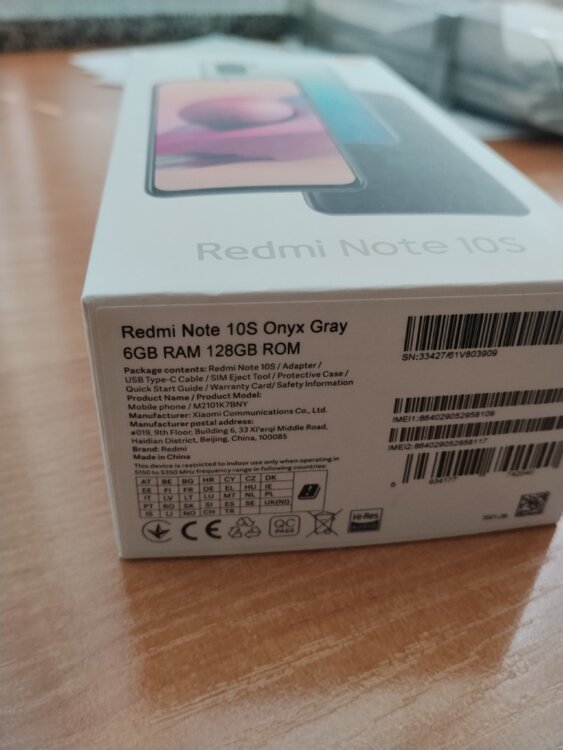 Redmi Note 10S
Redmi Note 10S Onyx Gray
6GB RAM 128GB ROM
Package contents: Redmi Note 10S / Adapter /
USB Type-C Cable / SIM Eject Tool / Protective Case /
Quick Start Guide / Warranty Card/ Safety Information
Product Name / Product Model:
Mobile phone / M2101K7BNY
Manufacturer: Xiaomi Communications Co., Ltd.
Manufacturer postal address:
#019, 9th Floor, Building 6, 33 Xi'erqi Middle Road,
Haidian District, Beijing, China, 100085
Brand: Redmi
Made in China
This device is restricted to indoor use only when operating in
5150 to 5350 MHz frequency range in following countries:
AT BE BG HR CY CZ DK
EE FI FR DE EL HU IE
IT LV LT LU MT NL PL
PT RO SK SI ES SE UK(NI)
IS LI NO CH TR
CE
QC
PASS
Hi-Res
AUDIO
SN:33427/61V803909
IMEI1:864029052958109
IMEI2:864029052958117
6 934177 742040